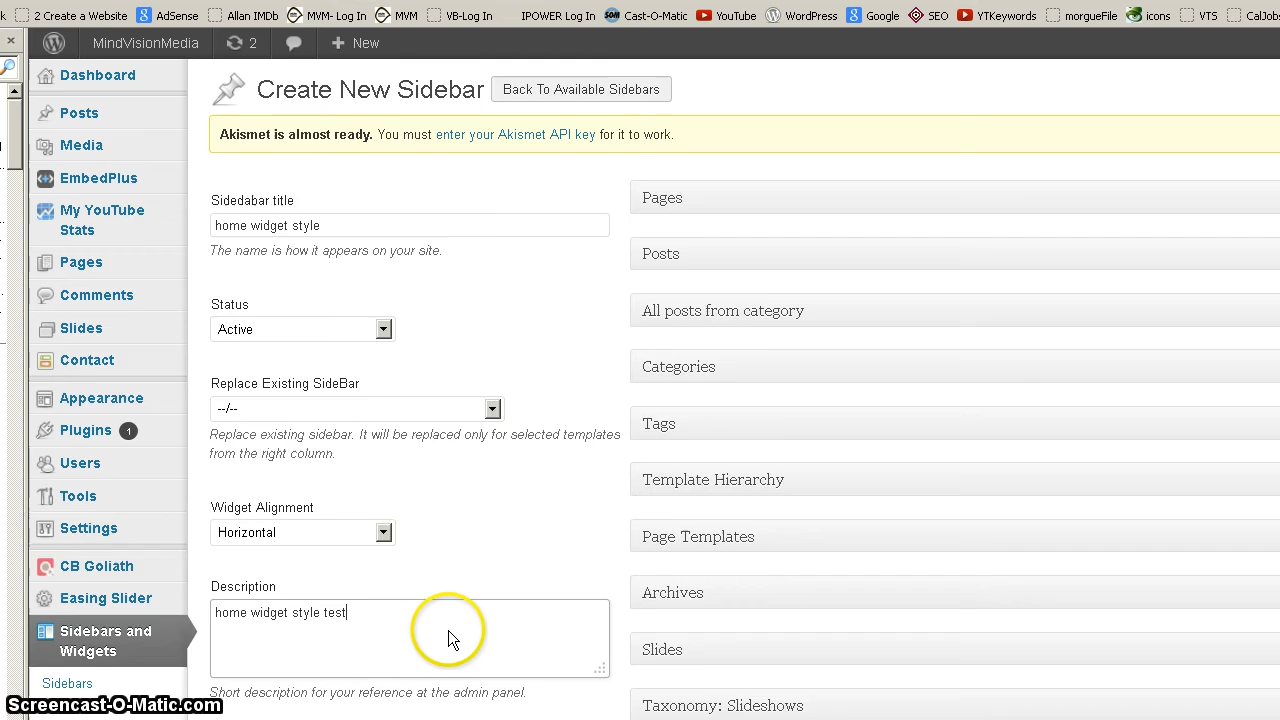 2 Create a Website AdSense Allan IMDb MVM- Log In MVM VB-Log In IPOWER Log In Cast-O-Matic YouTube WordPress Google SEO YTKeywords morgueFile icons VTS CalJob
MindVisionMedia 2 New
Dashboard
Posts
Media
EmbedPlus
My YouTube
Stats
Pages
Comments
Slides
Contact
Appearance
Plugins 1
Users
Tools
Settings
CB Goliath
Easing Slider
Sidebars and
Widgets
Sidebars
Create New Sidebar Back To Available Sidebars
Akismet is almost ready. You must enter your Akismet API key for it to work.
Sidedabar title
home widget style
The name is how it appears on your site.
Status
Active
Replace Existing SideBar
--/--
Replace existing sidebar. It will be replaced only for selected templates
from the right column.
Widget Alignment
Horizontal
Description
home widget style test
Short description for your reference at the admin panel.
Pages
Posts
All posts from category
Categories
Tags
Template Hierarchy
Page Templates
Archives
Slides
Taxonomy: Slideshows
Screencast-O-Matic.com